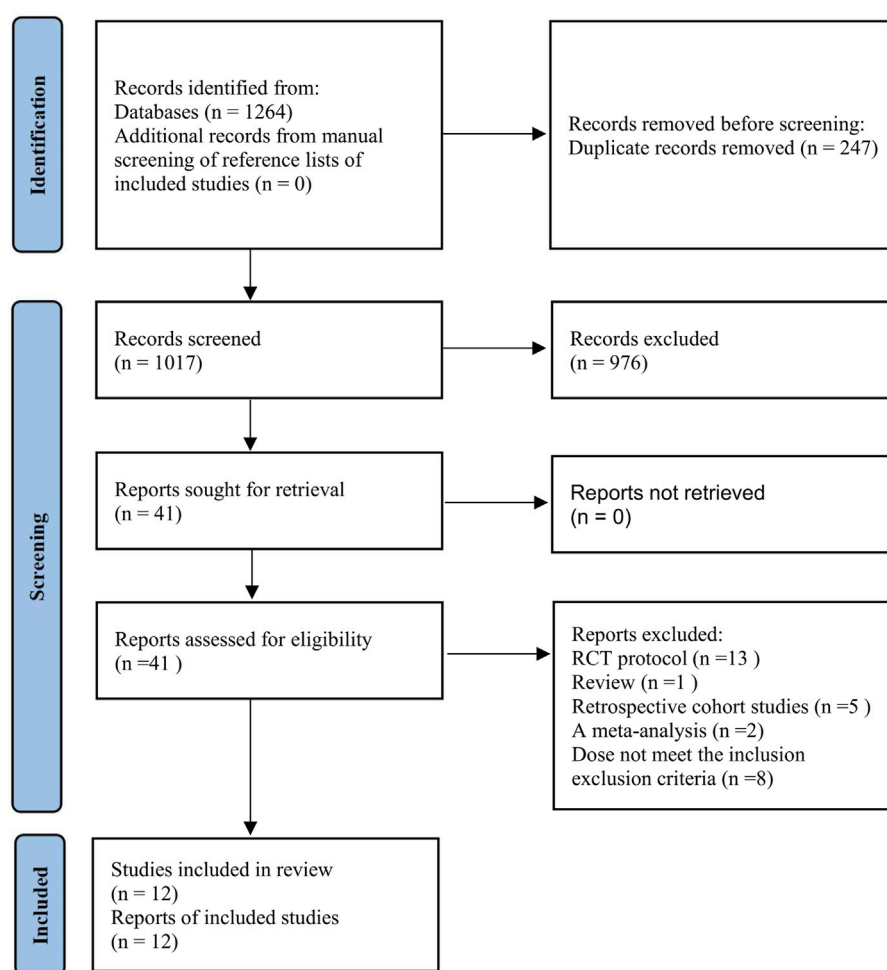 Identification
Records identified from:
Databases (n = 1264)
Additional records from manual
screening of reference lists of
included studies (n = 0)
Records removed before screening:
Duplicate records removed (n = 247)
Screening
Records screened
(n = 1017)
Records excluded
(n = 976)
Reports sought for retrieval
(n = 41)
Reports not retrieved
(n = 0)
Reports assessed for eligibility
(n =41 )
Reports excluded:
RCT protocol (n =13 )
Review (n =1 )
Retrospective cohort studies (n =5 )
A meta-analysis (n =2)
Dose not meet the inclusion
exclusion criteria (n =8)
Included
Studies included in review
(n = 12)
Reports of included studies
(n = 12)